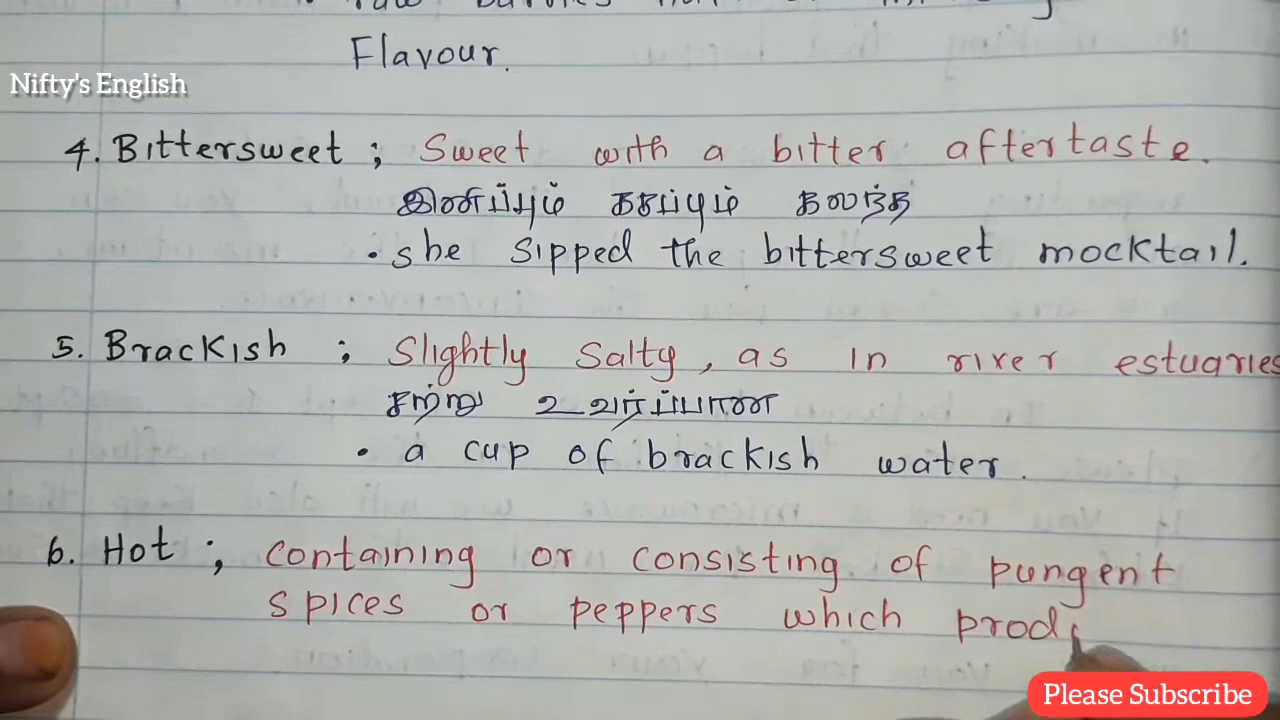 Flavour.
Nifty's English
4. Bittersweet ; Sweet with a bitter aftertaste.
இனிப்பும் கசப்பும் கலந்த
• she sipped the bittersweet mocktail.
5. Brackish ; Slightly Salty, as in river estuaries
சற்று உவர்ப்பான
• a cup of brackish water.
6. Hot ; containing or consisting of pungent
spices or peppers which prod
Please Subscribe